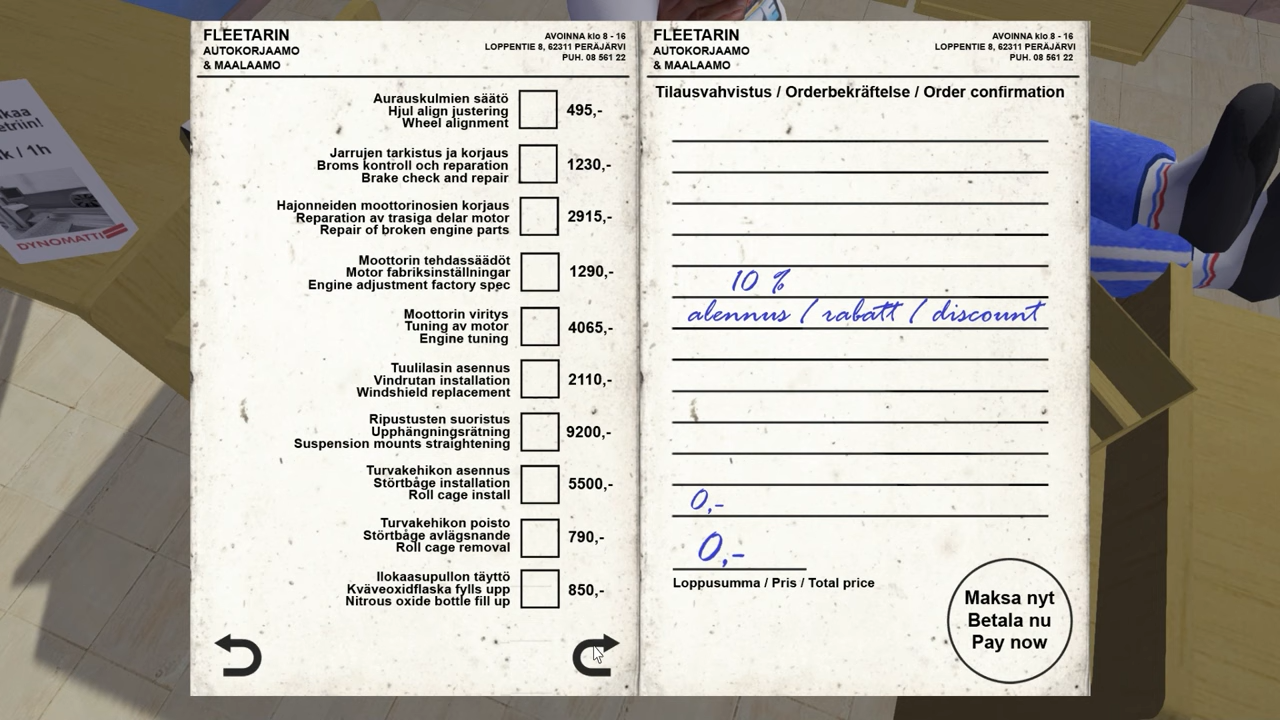 FLEETARIN
AUTOKORJAAMO
& MAALAAMO
AVOINNA klo 8 - 16
LOPPENTIE 8, 62311 PERÄJÄRVI
PUH. 08 561 22
Aurauskulmien säätö
Hjul align justering
Wheel alignment
495,-
Jarrujen tarkistus ja korjaus
Broms kontroll och reparation
Brake check and repair
1230,-
Hajonneiden moottorinosien korjaus
Reparation av trasiga delar motor
Repair of broken engine parts
2915,-
Moottorin tehdassäädöt
Motor fabriksinställningar
Engine adjustment factory spec
1290,-
Moottorin viritys
Tuning av motor
Engine tuning
4065,-
Tuulilasin asennus
Vindrutan installation
Windshield replacement
2110,-
Ripustusten suoristus
Upphängningsrätning
Suspension mounts straightening
9200,-
Turvakehikon asennus
Störtbåge installation
Roll cage install
5500,-
Turvakehikon poisto
Störtbåge avlägsnande
Roll cage removal
790,-
Ilokaasupullon täyttö
Kväveoxidflaska fylls upp
Nitrous oxide bottle fill up
850,-
FLEETARIN
AUTOKORJAAMO
& MAALAAMO
AVOINNA klo 8 - 16
LOPPENTIE 8, 62311 PERÄJÄRVI
PUH. 08 561 22
Tilausvahvistus / Orderbekräftelse / Order confirmation
10 %
alennus / rabatt / discount
0,-
0,-
Loppusumma / Pris / Total price
Maksa nyt
Betala nu
Pay now
/ 1h
DYNOMATTI